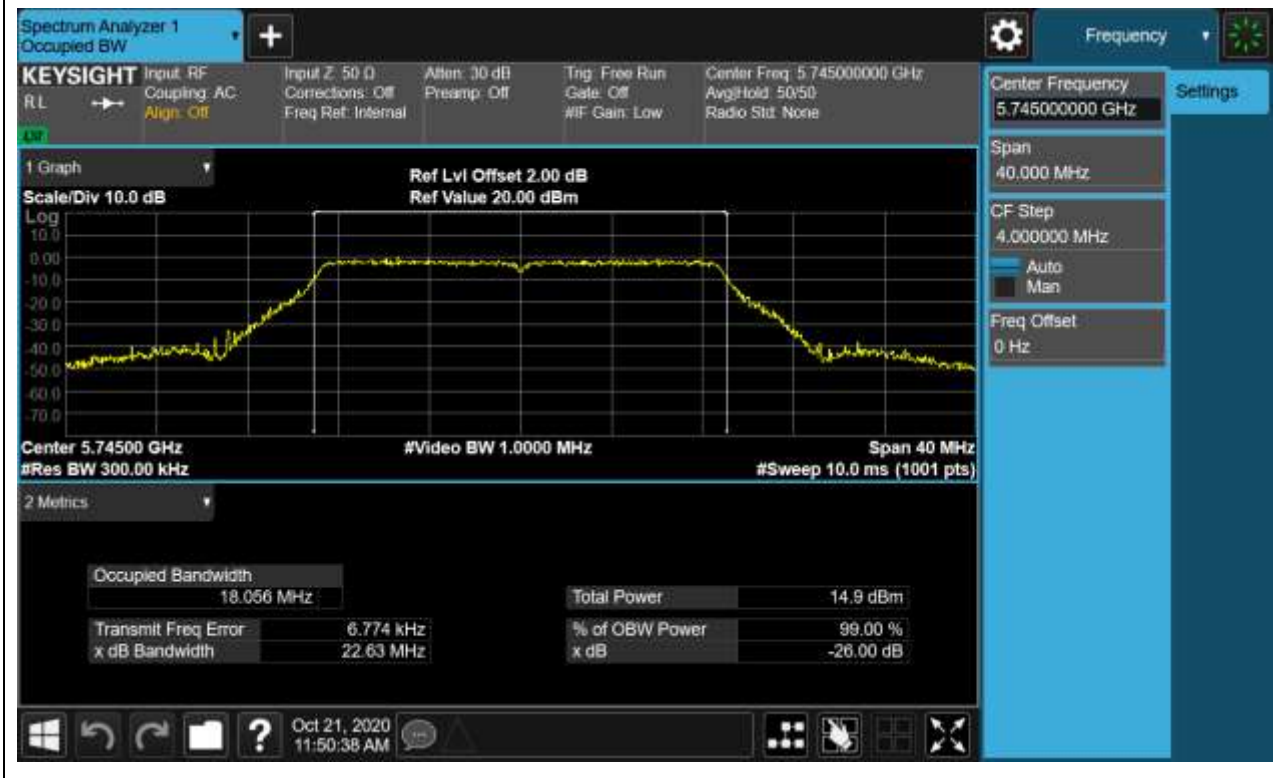 Spectrum Analyzer 1
Occupied BW
Frequency
KEYSIGHT
RL
Input: RF
Coupling: AC
Align: Off
Input Z: 50 Ω
Corrections: Off
Freq Ref: Internal
Atten: 30 dB
Preamp: Off
Trig: Free Run
Gate: Off
#IF Gain: Low
Center Freq: 5.745000000 GHz
Avg|Hold: 50/50
Radio Std: None
Center Frequency
5.745000000 GHz
Settings
Span
40.000 MHz
CF Step
4.000000 MHz
Auto
Man
Freq Offset
0 Hz
1 Graph
Scale/Div 10.0 dB
Ref Lvl Offset 2.00 dB
Ref Value 20.00 dBm
Log
10.0
0.00
-10.0
-20.0
-30.0
-40.0
-50.0
-60.0
-70.0
Center 5.74500 GHz
#Video BW 1.0000 MHz
Span 40 MHz
#Res BW 300.00 kHz
#Sweep 10.0 ms (1001 pts)
2 Metrics
Occupied Bandwidth
18.056 MHz
Total Power 14.9 dBm
Transmit Freq Error 6.774 kHz
% of OBW Power 99.00 %
x dB Bandwidth 22.63 MHz
x dB -26.00 dB
?
Oct 21, 2020
11:50:38 AM